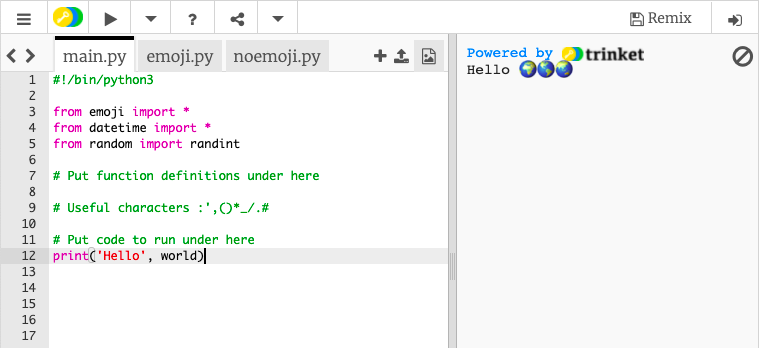 Remix
main.py emoji.py noemoji.py
1 #!/bin/python3
2
3 from emoji import *
4 from datetime import *
5 from random import randint
6
7 # Put function definitions under here
8
9 # Useful characters :',()*_/.#
10
11 # Put code to run under here
12 print('Hello', world)
13
14
15
16
17
Powered by trinket
Hello 🌍🌎🌏